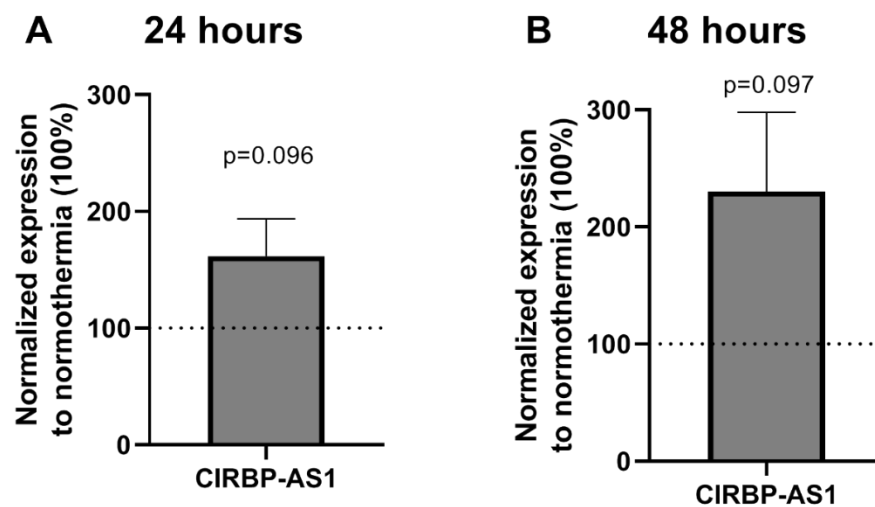 A 24 hours
Normalized expression
to normothermia (100%)
300
200
100
0
p=0.096
CIRBP-AS1
B 48 hours
Normalized expression
to normothermia (100%)
300
200
100
0
p=0.097
CIRBP-AS1